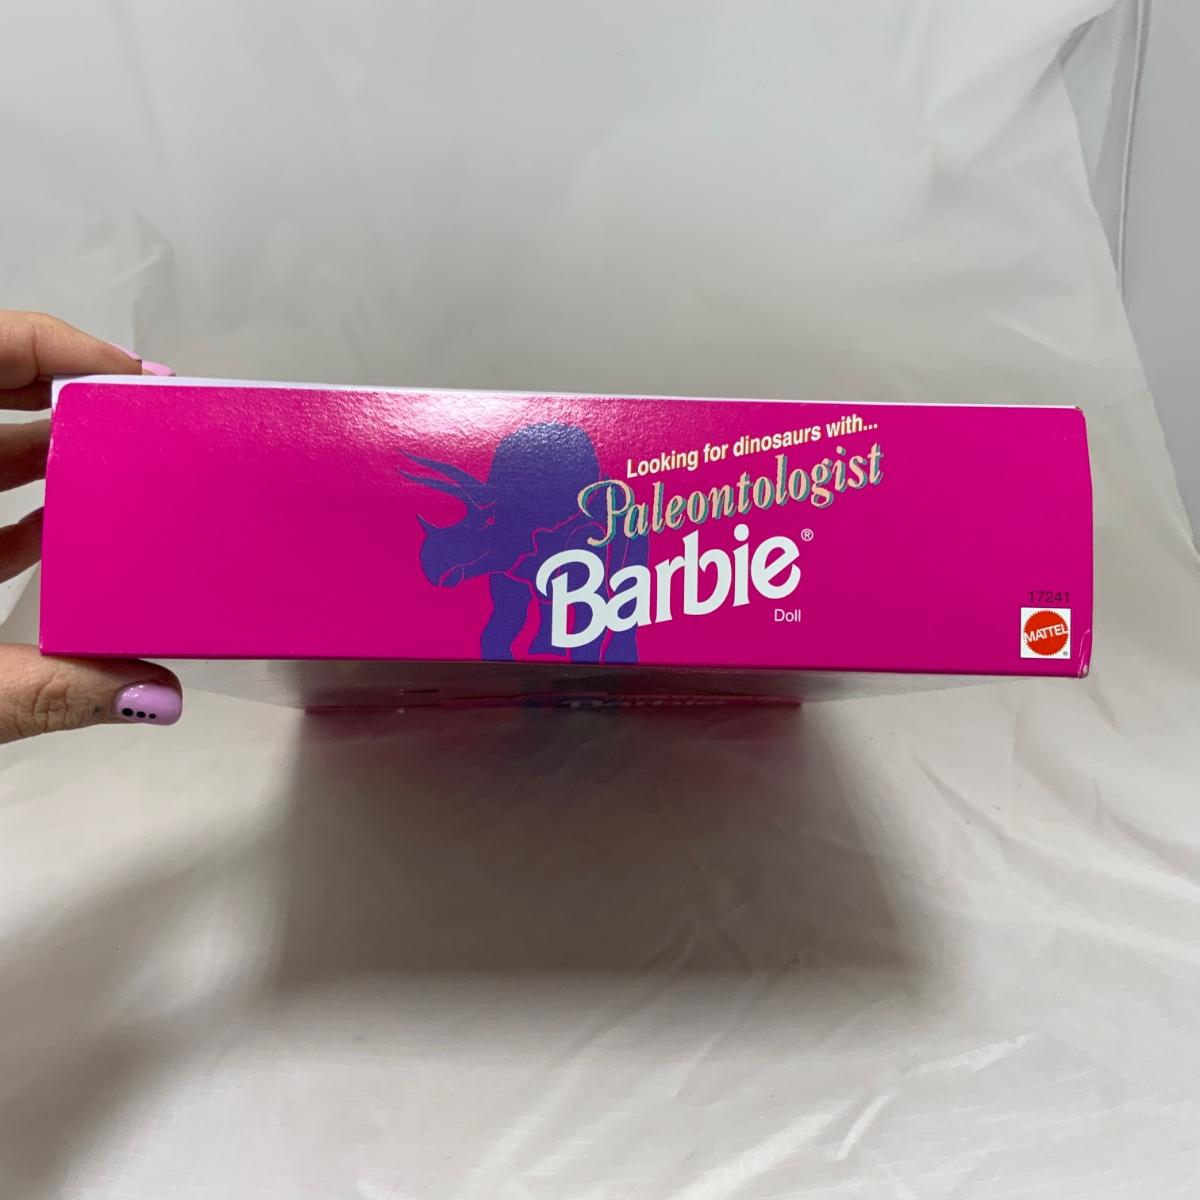 Looking for dinosaurs with...
Paleontologist
Barbie®
Doll
17241
MATTEL®